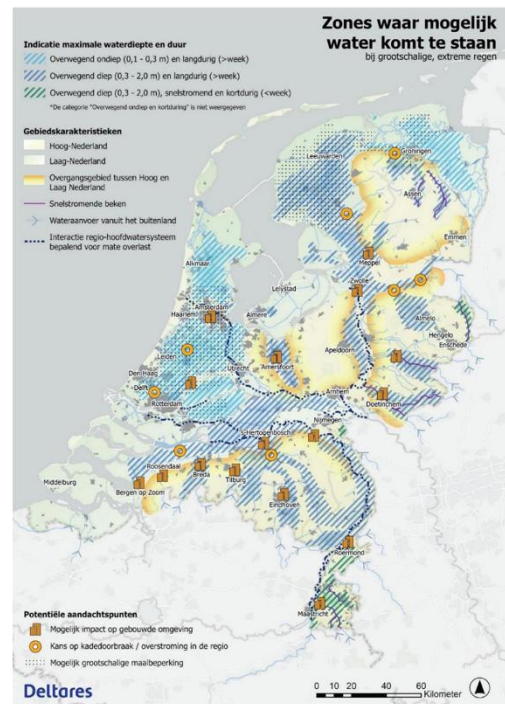 Zones waar mogelijk
water komt te staan
bij grootschalige, extreme regen
Indicatie maximale waterdiepte en duur
Overwegend ondiep (0,1 - 0,3 m) en langdurig (>week)
Overwegend diep (0,3 - 2,0 m) en langdurig (>week)
Overwegend diep (0,3 - 2,0 m), snelstromend en kortdurig (<week)
*De categorie "Overwegend ondiep en kortduring" is niet weergegeven
Gebiedskarakteristieken
Hoog-Nederland
Laag-Nederland
Overgangsgebied tussen Hoog en
Laag Nederland
Snelstromende beken
Wateraanvoer vanuit het buitenland
Interactie regio-hoofdwatersysteem
bepalend voor mate overlast
Leeuwarden
Groningen
Assen
Emmen
Meppel
Alkmaar
Zwolle
Lelystad
Amsterdam
Haarlem
Almere
Almelo
Hengelo
Enschede
Leiden
Apeldoorn
Amersfoort
Utrecht
Den Haag
Delft
Rotterdam
Arnhem
Doetinchem
Nijmegen
s-Hertogenbosch
Roosendaal
Breda
Tilburg
Middelburg
Bergen op Zoom
Eindhoven
Roermond
Maastricht
Potentiële aandachtspunten
Mogelijk impact op gebouwde omgeving
Kans op kadedoorbraak / overstroming in de regio
Mogelijk grootschalige maalbeperking
Deltares
0 10 20 40 60
Kilometer